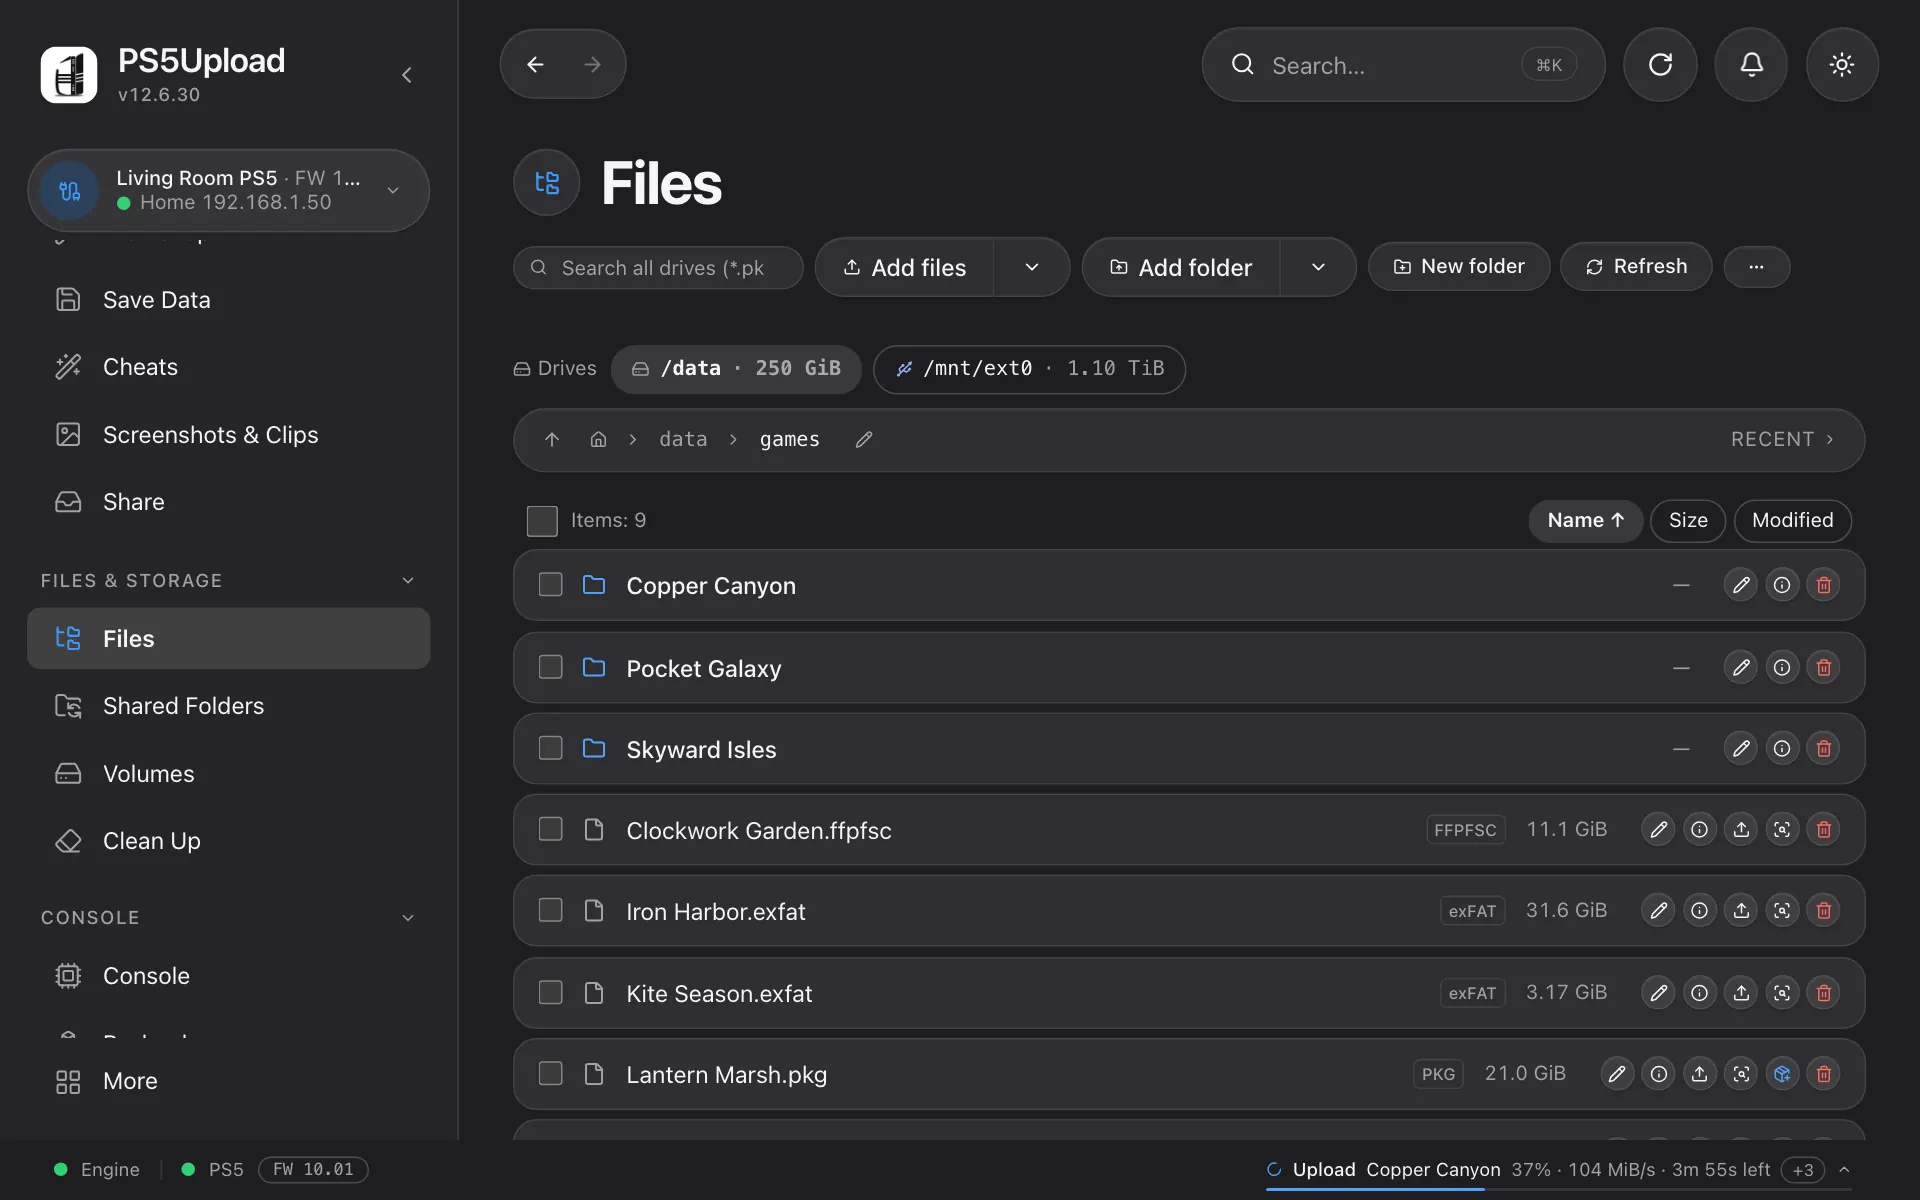 PS5Upload
v12.6.30
Living Room PS5 · FW 1...
Home 192.168.1.50
Save Data
Cheats
Screenshots & Clips
Share
FILES & STORAGE
Files
Shared Folders
Volumes
Clean Up
CONSOLE
Console
More
Search...
⌘K
Files
Search all drives (*.pk
Add files
Add folder
New folder
Refresh
Drives
/data · 250 GiB
/mnt/ext0 · 1.10 TiB
data
games
RECENT
Items: 9
Name ↑
Size
Modified
Copper Canyon —
Pocket Galaxy —
Skyward Isles —
Clockwork Garden.ffpfsc FFPFSC 11.1 GiB
Iron Harbor.exfat exFAT 31.6 GiB
Kite Season.exfat exFAT 3.17 GiB
Lantern Marsh.pkg PKG 21.0 GiB
Engine
PS5
FW 10.01
Upload Copper Canyon 37% · 104 MiB/s · 3m 55s left +3